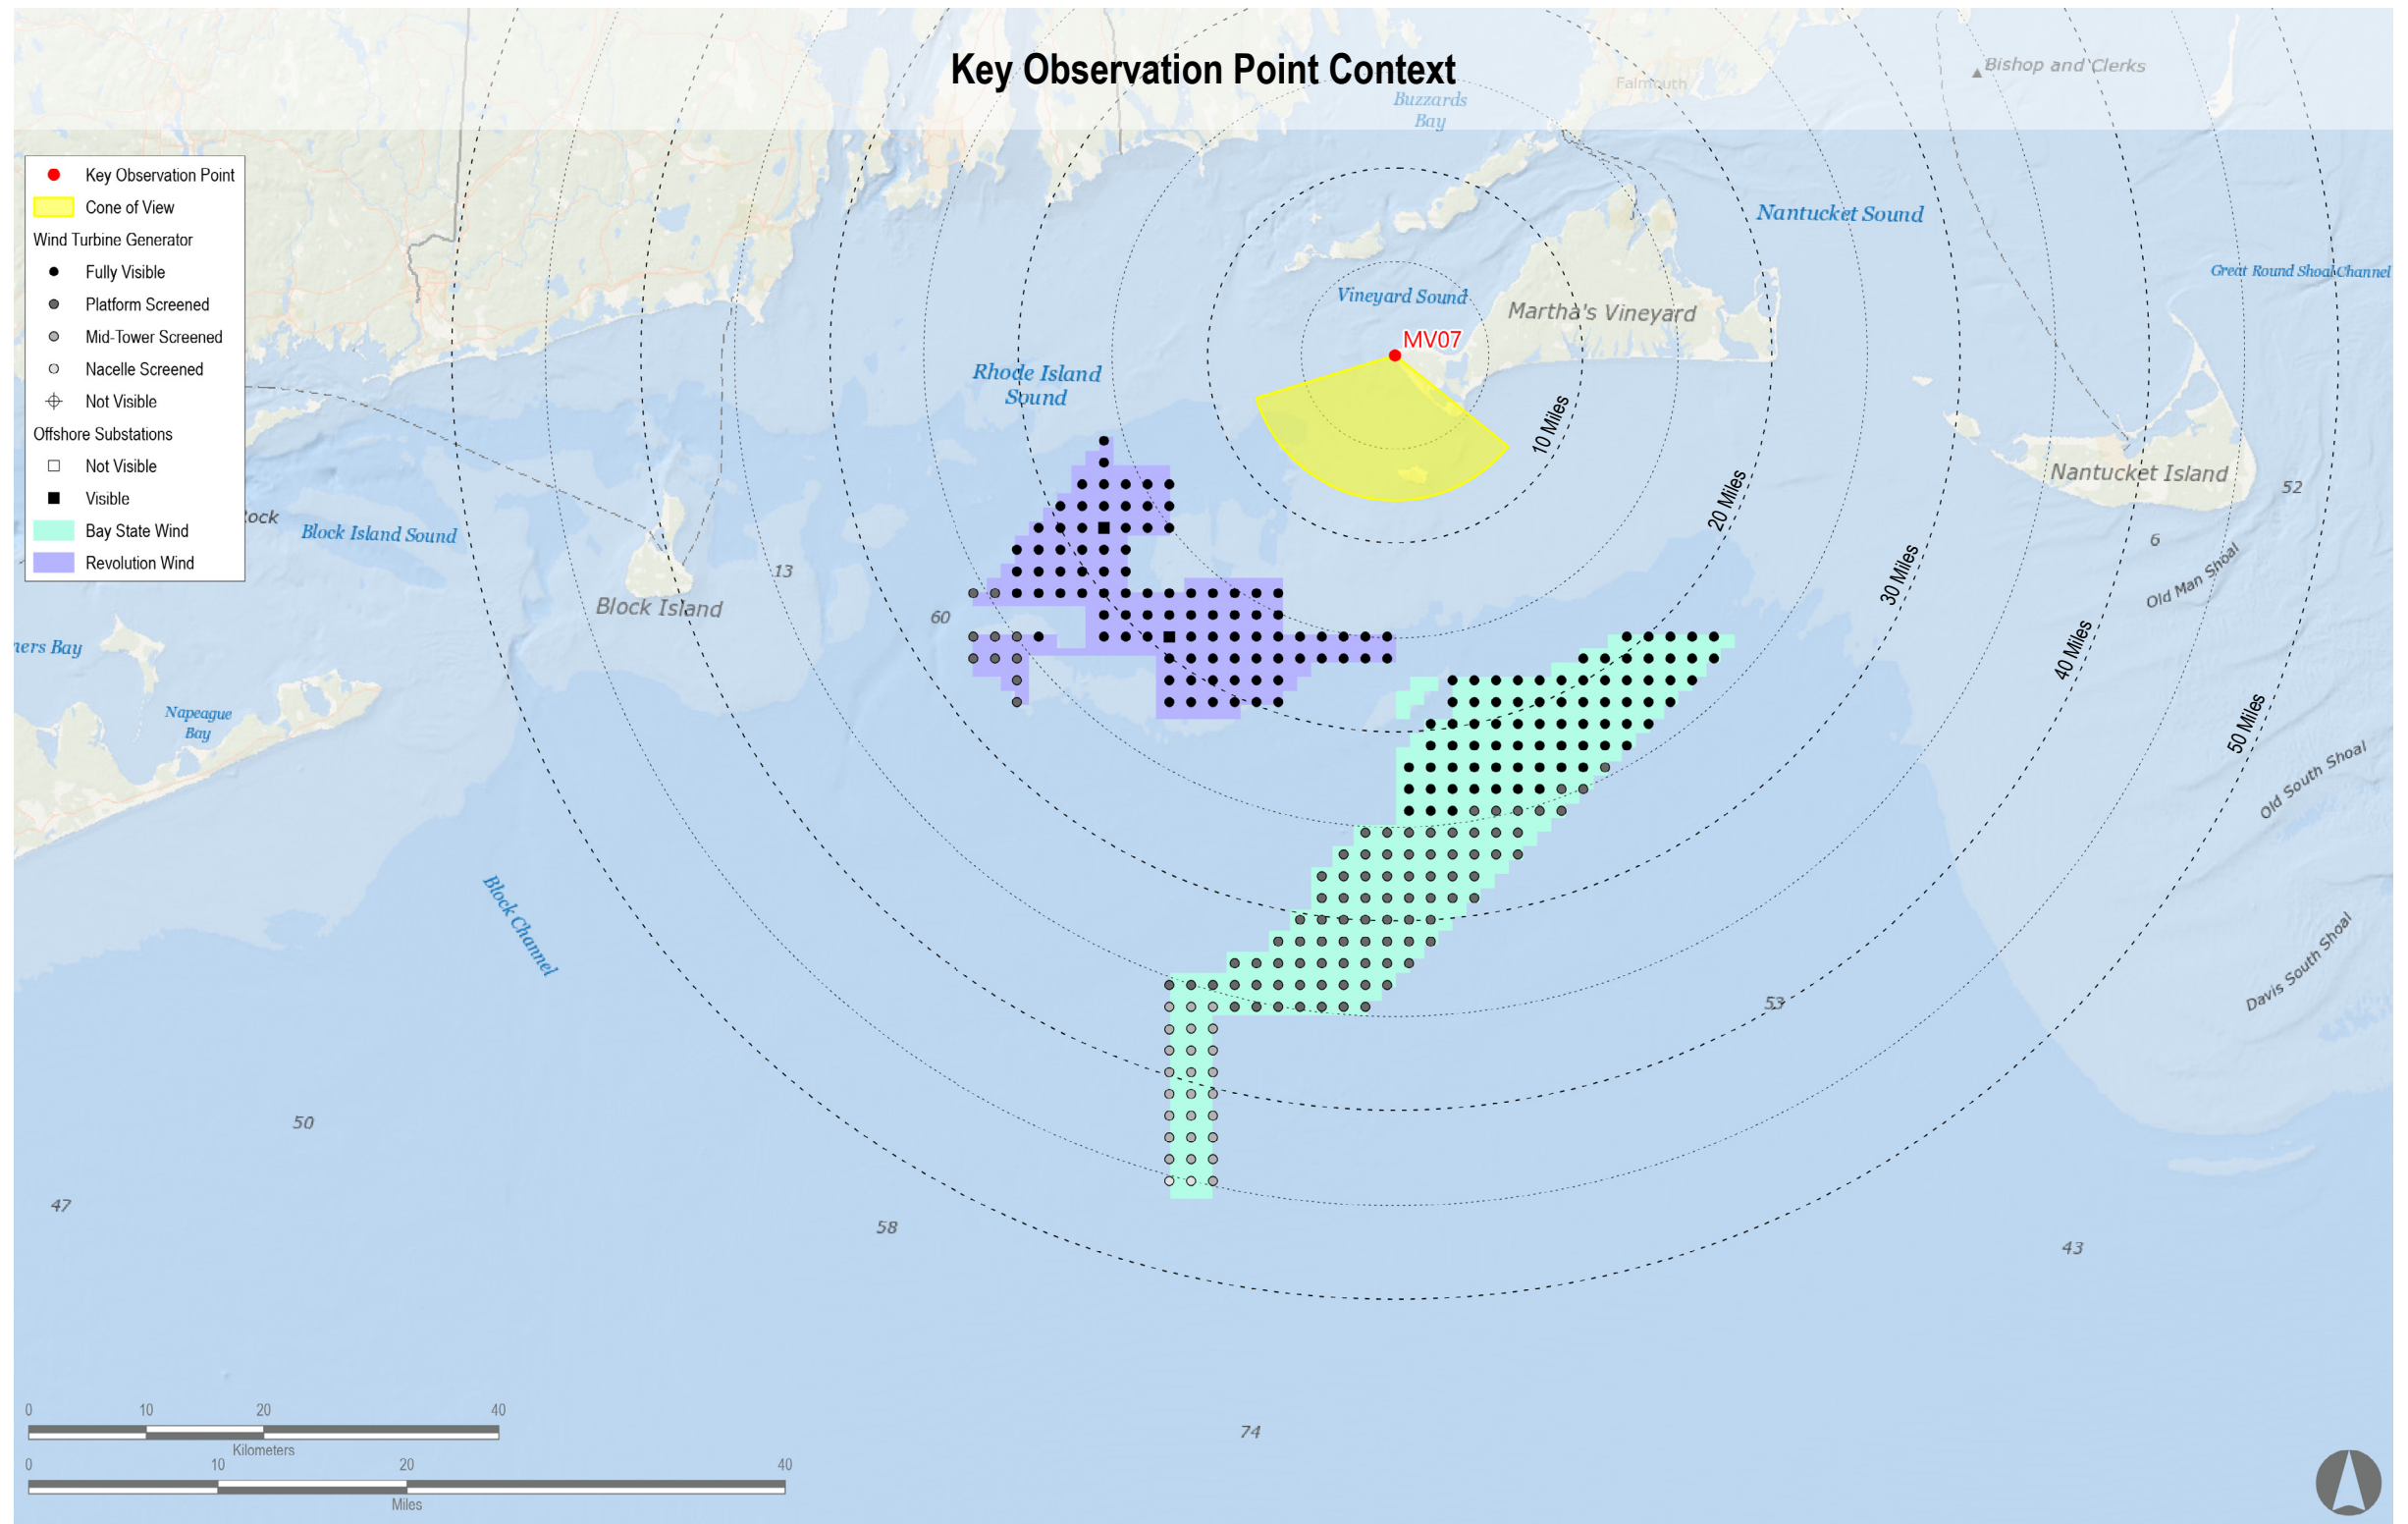 Key Observation Point Context
Bishop and Clerks
Falmouth
Buzzards
Bay
Key Observation Point
Cone of View
Wind Turbine Generator
Fully Visible
Platform Screened
Mid-Tower Screened
Nacelle Screened
Not Visible
Offshore Substations
Not Visible
Visible
Bay State Wind
Revolution Wind
Nantucket Sound
Great Round Shoal Channel
Vineyard Sound
Martha's Vineyard
MV07
Rhode Island
Sound
10 Miles
20 Miles
30 Miles
40 Miles
50 Miles
Nantucket Island
52
6
Old Man Shoal
ock
Block Island Sound
13
Block Island
60
ners Bay
Napeague
Bay
Old South Shoal
Block Channel
Davis South Shoal
53
50
47
58
43
74
0 10 20 40
Kilometers
0 10 20 40
Miles